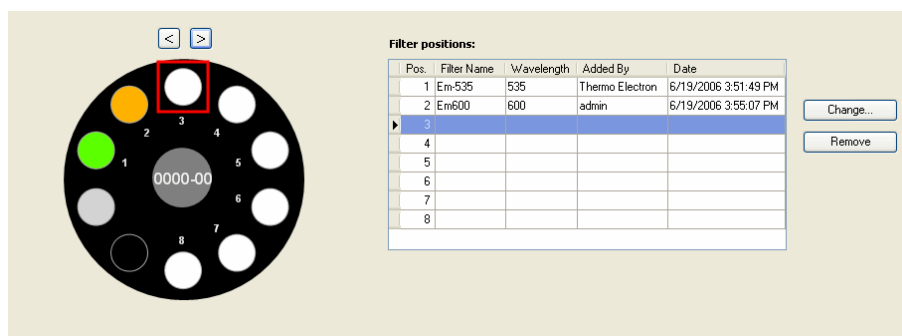 < >
Filter positions:
Pos. Filter Name Wavelength Added By Date
1 Em-535 535 Thermo Electron 6/19/2006 3:51:49 PM
2 Em600 600 admin 6/19/2006 3:55:07 PM
3
4
5
6
7
8
Change...
Remove
3
2 4
1 5
0000-00
6
7
8